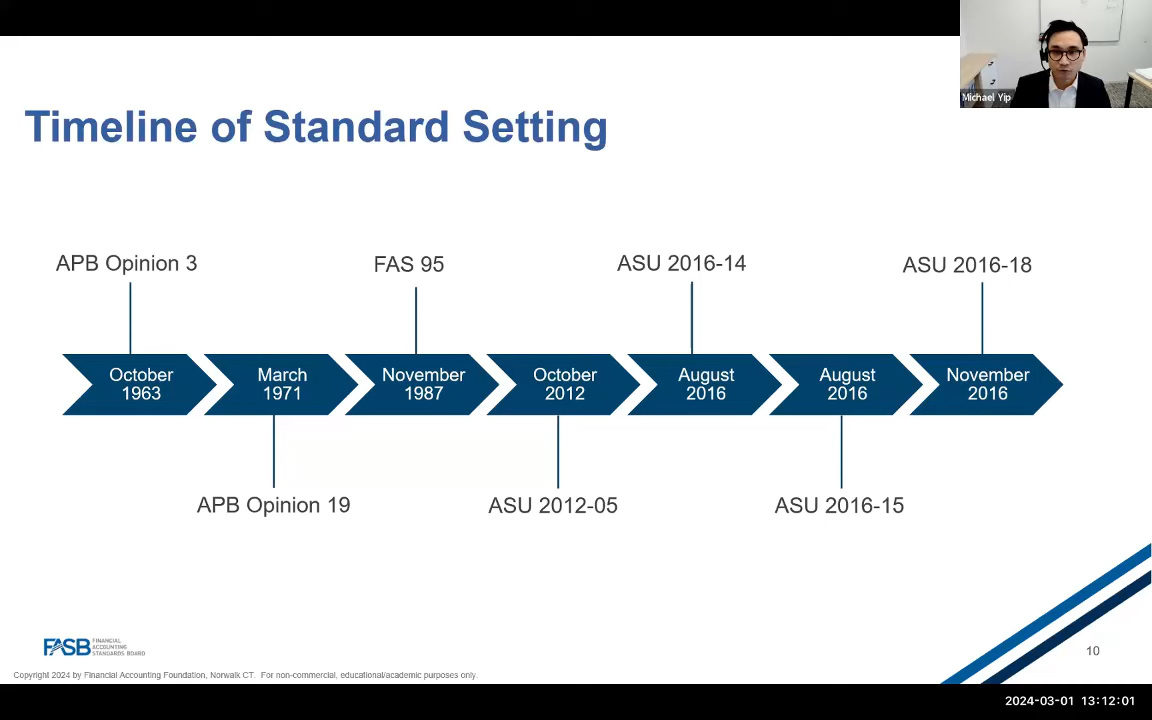 Michael Yip
Timeline of Standard Setting
APB Opinion 3
FAS 95
ASU 2016-14
ASU 2016-18
October
1963
March
1971
November
1987
October
2012
August
2016
August
2016
November
2016
APB Opinion 19
ASU 2012-05
ASU 2016-15
FASB
FINANCIAL
ACCOUNTING
STANDARDS BOARD
10
Copyright 2024 by Financial Accounting Foundation, Norwalk CT. For non-commercial, educational/academic purposes only.
2024-03-01 13:12:01